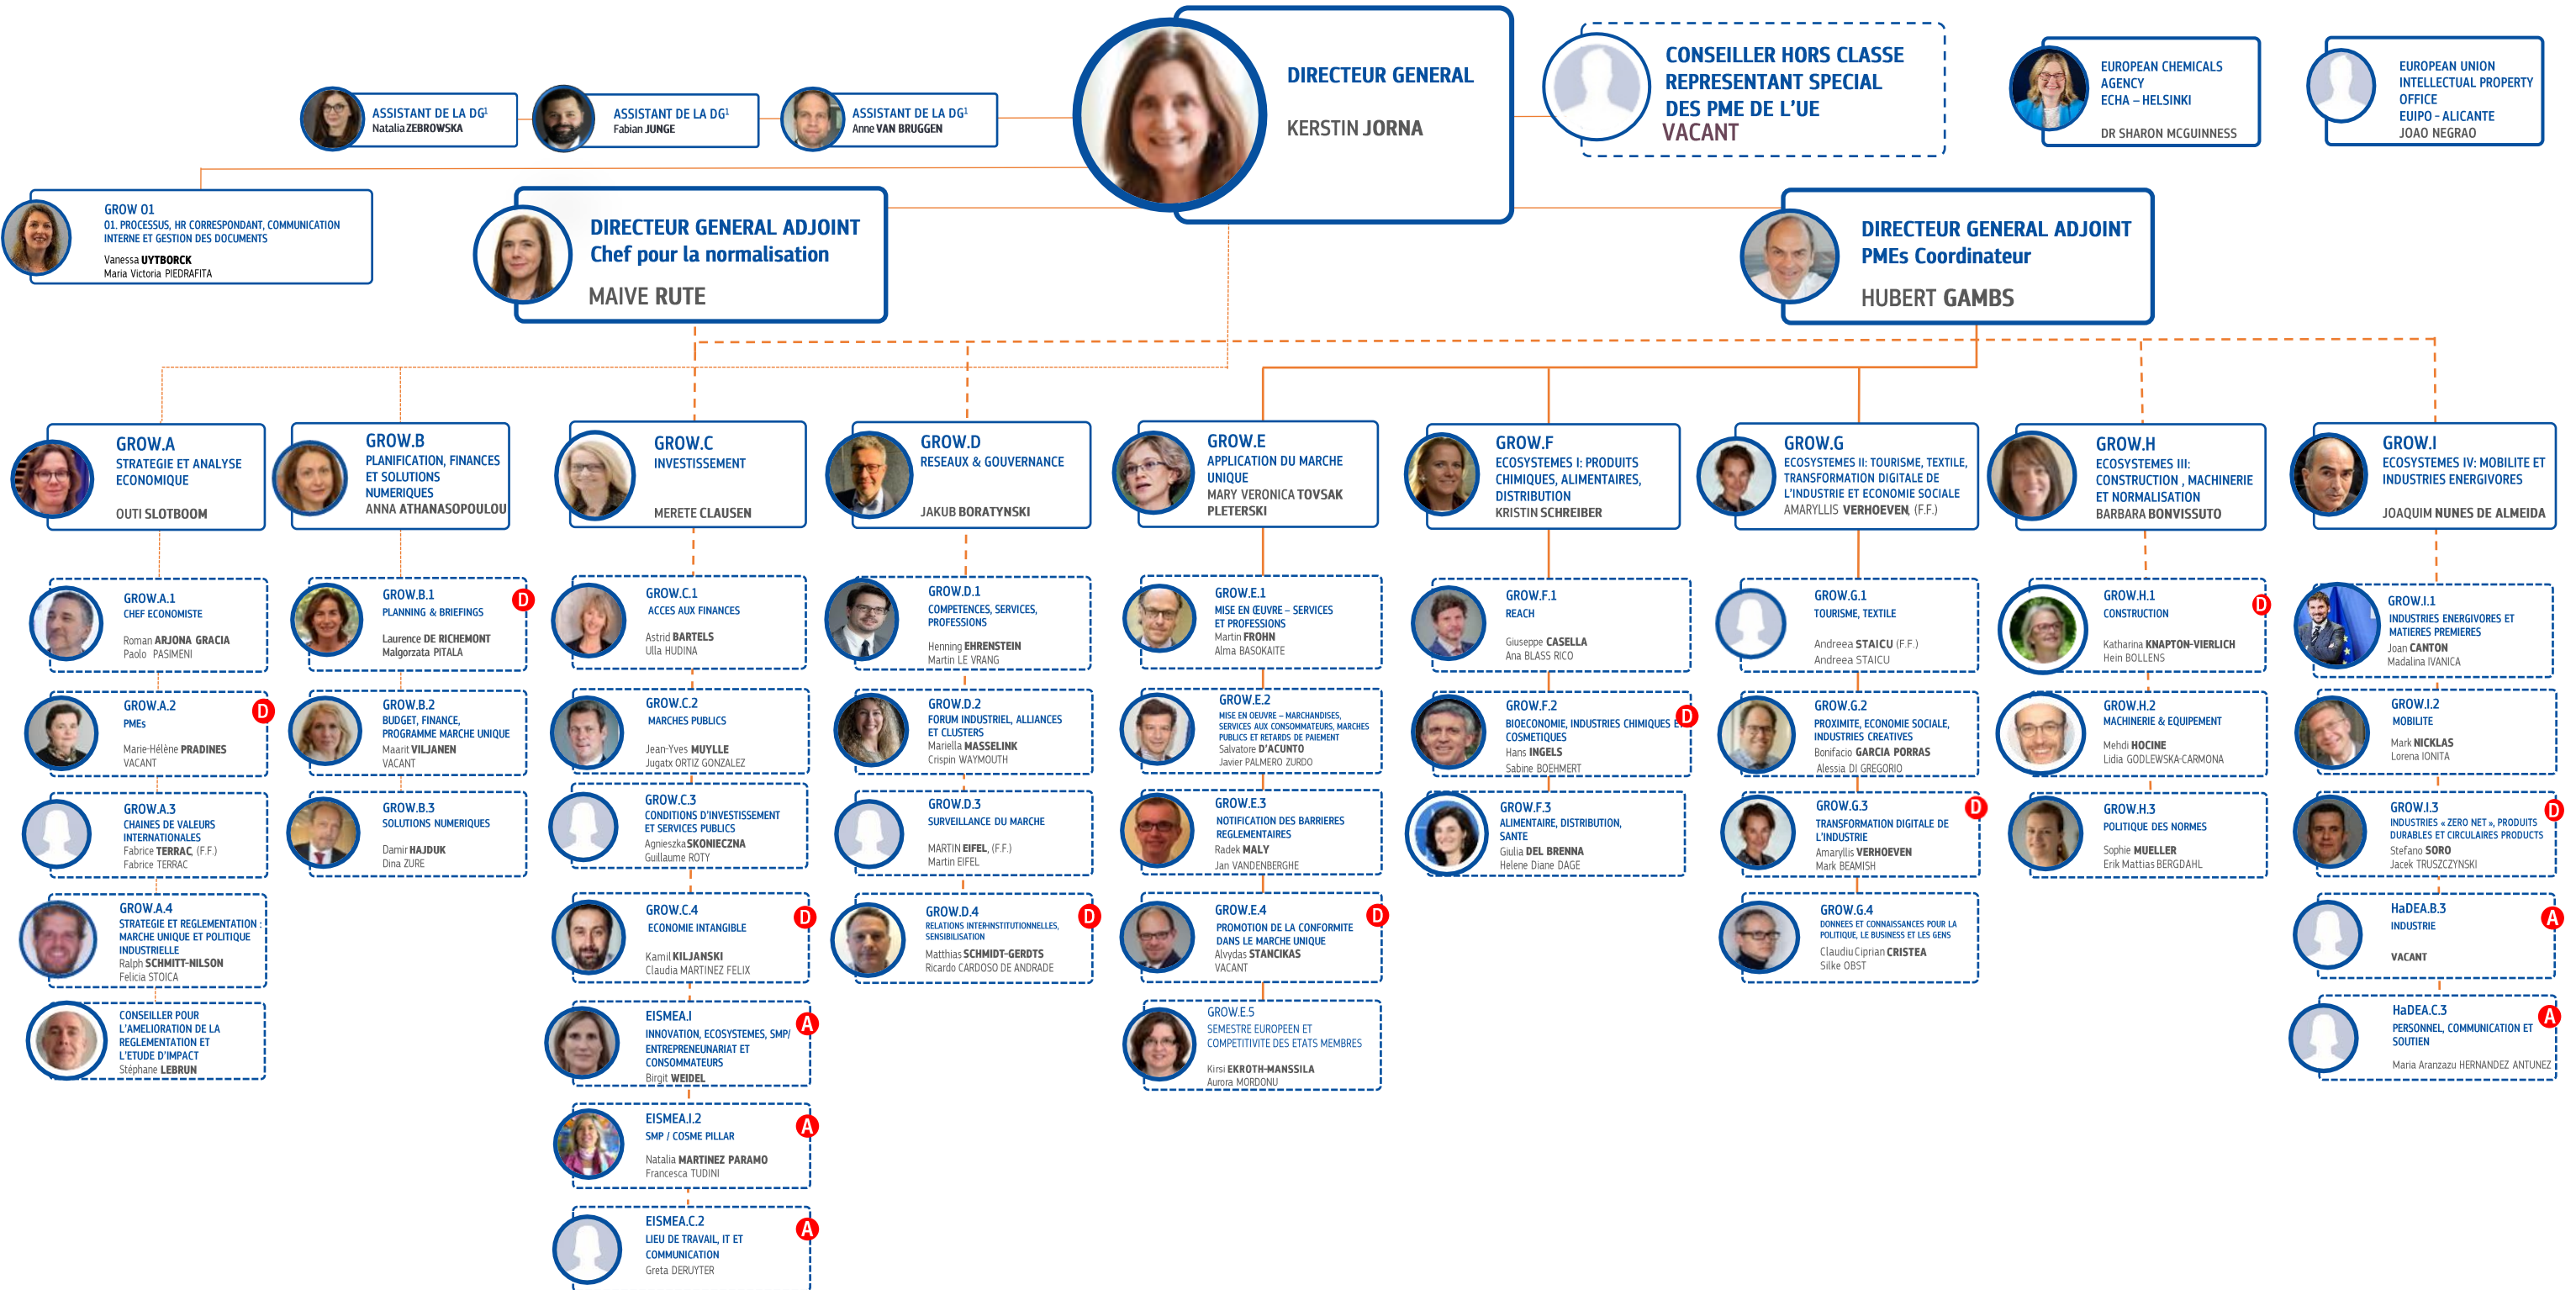 DIRECTEUR GENERAL
KERSTIN JORNA
CONSEILLER HORS CLASSE
REPRESENTANT SPECIAL
DES PME DE L'UE
VACANT
EUROPEAN CHEMICALS
AGENCY
ECHA – HELSINKI
DR SHARON MCGUINNESS
EUROPEAN UNION
INTELLECTUAL PROPERTY
OFFICE
EUIPO - ALICANTE
JOAO NEGRAO
ASSISTANT DE LA DG1
Natalia ZEBROWSKA
ASSISTANT DE LA DG1
Fabian JUNGE
ASSISTANT DE LA DG1
Anne VAN BRUGGEN
GROW 01
01. PROCESSUS, HR CORRESPONDANT, COMMUNICATION
INTERNE ET GESTION DES DOCUMENTS
Vanessa UYTBORCK
Maria Victoria PIEDRAFITA
DIRECTEUR GENERAL ADJOINT
Chef pour la normalisation
MAIVE RUTE
DIRECTEUR GENERAL ADJOINT
PMEs Coordinateur
HUBERT GAMBS
GROW.A
STRATEGIE ET ANALYSE
ECONOMIQUE
OUTI SLOTBOOM
GROW.B
PLANIFICATION, FINANCES
ET SOLUTIONS
NUMERIQUES
ANNA ATHANASOPOULOU
GROW.C
INVESTISSEMENT
MERETE CLAUSEN
GROW.D
RESEAUX & GOUVERNANCE
JAKUB BORATYNSKI
GROW.E
APPLICATION DU MARCHE
UNIQUE
MARY VERONICA TOVSAK
PLETERSKI
GROW.F
ECOSYSTEMES I: PRODUITS
CHIMIQUES, ALIMENTAIRES,
DISTRIBUTION
KRISTIN SCHREIBER
GROW.G
ECOSYSTEMES II: TOURISME, TEXTILE,
TRANSFORMATION DIGITALE DE
L'INDUSTRIE ET ECONOMIE SOCIALE
AMARYLLIS VERHOEVEN, (F.F.)
GROW.H
ECOSYSTEMES III:
CONSTRUCTION , MACHINERIE
ET NORMALISATION
BARBARA BONVISSUTO
GROW.I
ECOSYSTEMES IV: MOBILITE ET
INDUSTRIES ENERGIVORES
JOAQUIM NUNES DE ALMEIDA
GROW.A.1
CHEF ECONOMISTE
Roman ARJONA GRACIA
Paolo PASIMENI
GROW.A.2
D
PMEs
Marie-Hélène PRADINES
VACANT
GROW.A.3
CHAINES DE VALEURS
INTERNATIONALES
Fabrice TERRAC, (F.F.)
Fabrice TERRAC
GROW.A.4
STRATEGIE ET REGLEMENTATION :
MARCHE UNIQUE ET POLITIQUE
INDUSTRIELLE
Ralph SCHMITT-NILSON
Felicia STOICA
CONSEILLER POUR
L'AMELIORATION DE LA
REGLEMENTATION ET
L'ETUDE D'IMPACT
Stéphane LEBRUN
GROW.B.1
D
PLANNING & BRIEFINGS
Laurence DE RICHEMONT
Malgorzata PITALA
GROW.B.2
BUDGET, FINANCE,
PROGRAMME MARCHE UNIQUE
Maarit VILJANEN
VACANT
GROW.B.3
SOLUTIONS NUMERIQUES
Damir HAJDUK
Dina ZURE
GROW.C.1
ACCES AUX FINANCES
Astrid BARTELS
Ulla HUDINA
GROW.C.2
MARCHES PUBLICS
Jean-Yves MUYLLE
Jugatx ORTIZ GONZALEZ
GROW.C.3
CONDITIONS D'INVESTISSEMENT
ET SERVICES PUBLICS
Agnieszka SKONIECZNA
Guillaume ROTY
GROW.C.4
D
ECONOMIE INTANGIBLE
Kamil KILJANSKI
Claudia MARTINEZ FELIX
EISMEA.I
A
INNOVATION, ECOSYSTEMES, SMP/
ENTREPRENEUNARIAT ET
CONSOMMATEURS
Birgit WEIDEL
EISMEA.I.2
A
SMP / COSME PILLAR
Natalia MARTINEZ PARAMO
Francesca TUDINI
EISMEA.C.2
A
LIEU DE TRAVAIL, IT ET
COMMUNICATION
Greta DERUYTER
GROW.D.1
COMPETENCES, SERVICES,
PROFESSIONS
Henning EHRENSTEIN
Martin LE VRANG
GROW.D.2
FORUM INDUSTRIEL, ALLIANCES
ET CLUSTERS
Mariella MASSELINK
Crispin WAYMOUTH
GROW.D.3
SURVEILLANCE DU MARCHE
MARTIN EIFEL, (F.F.)
Martin EIFEL
GROW.D.4
D
RELATIONS INTER-INSTITUTIONNELLES,
SENSIBILISATION
Matthias SCHMIDT-GERDTS
Ricardo CARDOSO DE ANDRADE
GROW.E.1
MISE EN ŒUVRE – SERVICES
ET PROFESSIONS
Martin FROHN
Alma BASOKAITE
GROW.E.2
MISE EN OEUVRE – MARCHANDISES,
SERVICES AUX CONSOMMATEURS, MARCHES
PUBLICS ET RETARDS DE PAIEMENT
Salvatore D'ACUNTO
Javier PALMERO ZURDO
GROW.E.3
NOTIFICATION DES BARRIERES
REGLEMENTAIRES
Radek MALY
Jan VANDENBERGHE
GROW.E.4
D
PROMOTION DE LA CONFORMITE
DANS LE MARCHE UNIQUE
Alvydas STANCIKAS
VACANT
GROW.E.5
SEMESTRE EUROPEEN ET
COMPETITIVITE DES ETATS MEMBRES
Kirsi EKROTH-MANSSILA
Aurora MORDONU
GROW.F.1
REACH
Giuseppe CASELLA
Ana BLASS RICO
GROW.F.2
D
BIOECONOMIE, INDUSTRIES CHIMIQUES ET
COSMETIQUES
Hans INGELS
Sabine BOEHMERT
GROW.F.3
ALIMENTAIRE, DISTRIBUTION,
SANTE
Giulia DEL BRENNA
Helene Diane DAGE
GROW.G.1
TOURISME, TEXTILE
Andreea STAICU (F.F.)
Andreea STAICU
GROW.G.2
PROXIMITE, ECONOMIE SOCIALE,
INDUSTRIES CREATIVES
Bonifacio GARCIA PORRAS
Alessia DI GREGORIO
GROW.G.3
D
TRANSFORMATION DIGITALE DE
L'INDUSTRIE
Amaryllis VERHOEVEN
Mark BEAMISH
GROW.G.4
DONNEES ET CONNAISSANCES POUR LA
POLITIQUE, LE BUSINESS ET LES GENS
Claudiu Ciprian CRISTEA
Silke OBST
GROW.H.1
D
CONSTRUCTION
Katharina KNAPTON-VIERLICH
Hein BOLLENS
GROW.H.2
MACHINERIE & EQUIPEMENT
Mehdi HOCINE
Lidia GODLEWSKA-CARMONA
GROW.H.3
POLITIQUE DES NORMES
Sophie MUELLER
Erik Mattias BERGDAHL
GROW.I.1
INDUSTRIES ENERGIVORES ET
MATIERES PREMIERES
Joan CANTON
Madalina IVANICA
GROW.I.2
MOBILITE
Mark NICKLAS
Lorena IONITA
GROW.I.3
D
INDUSTRIES « ZERO NET », PRODUITS
DURABLES ET CIRCULAIRES PRODUCTS
Stefano SORO
Jacek TRUSZCZYNSKI
HaDEA.B.3
A
INDUSTRIE
VACANT
HaDEA.C.3
A
PERSONNEL, COMMUNICATION ET
SOUTIEN
Maria Aranzazu HERNANDEZ ANTUNEZ